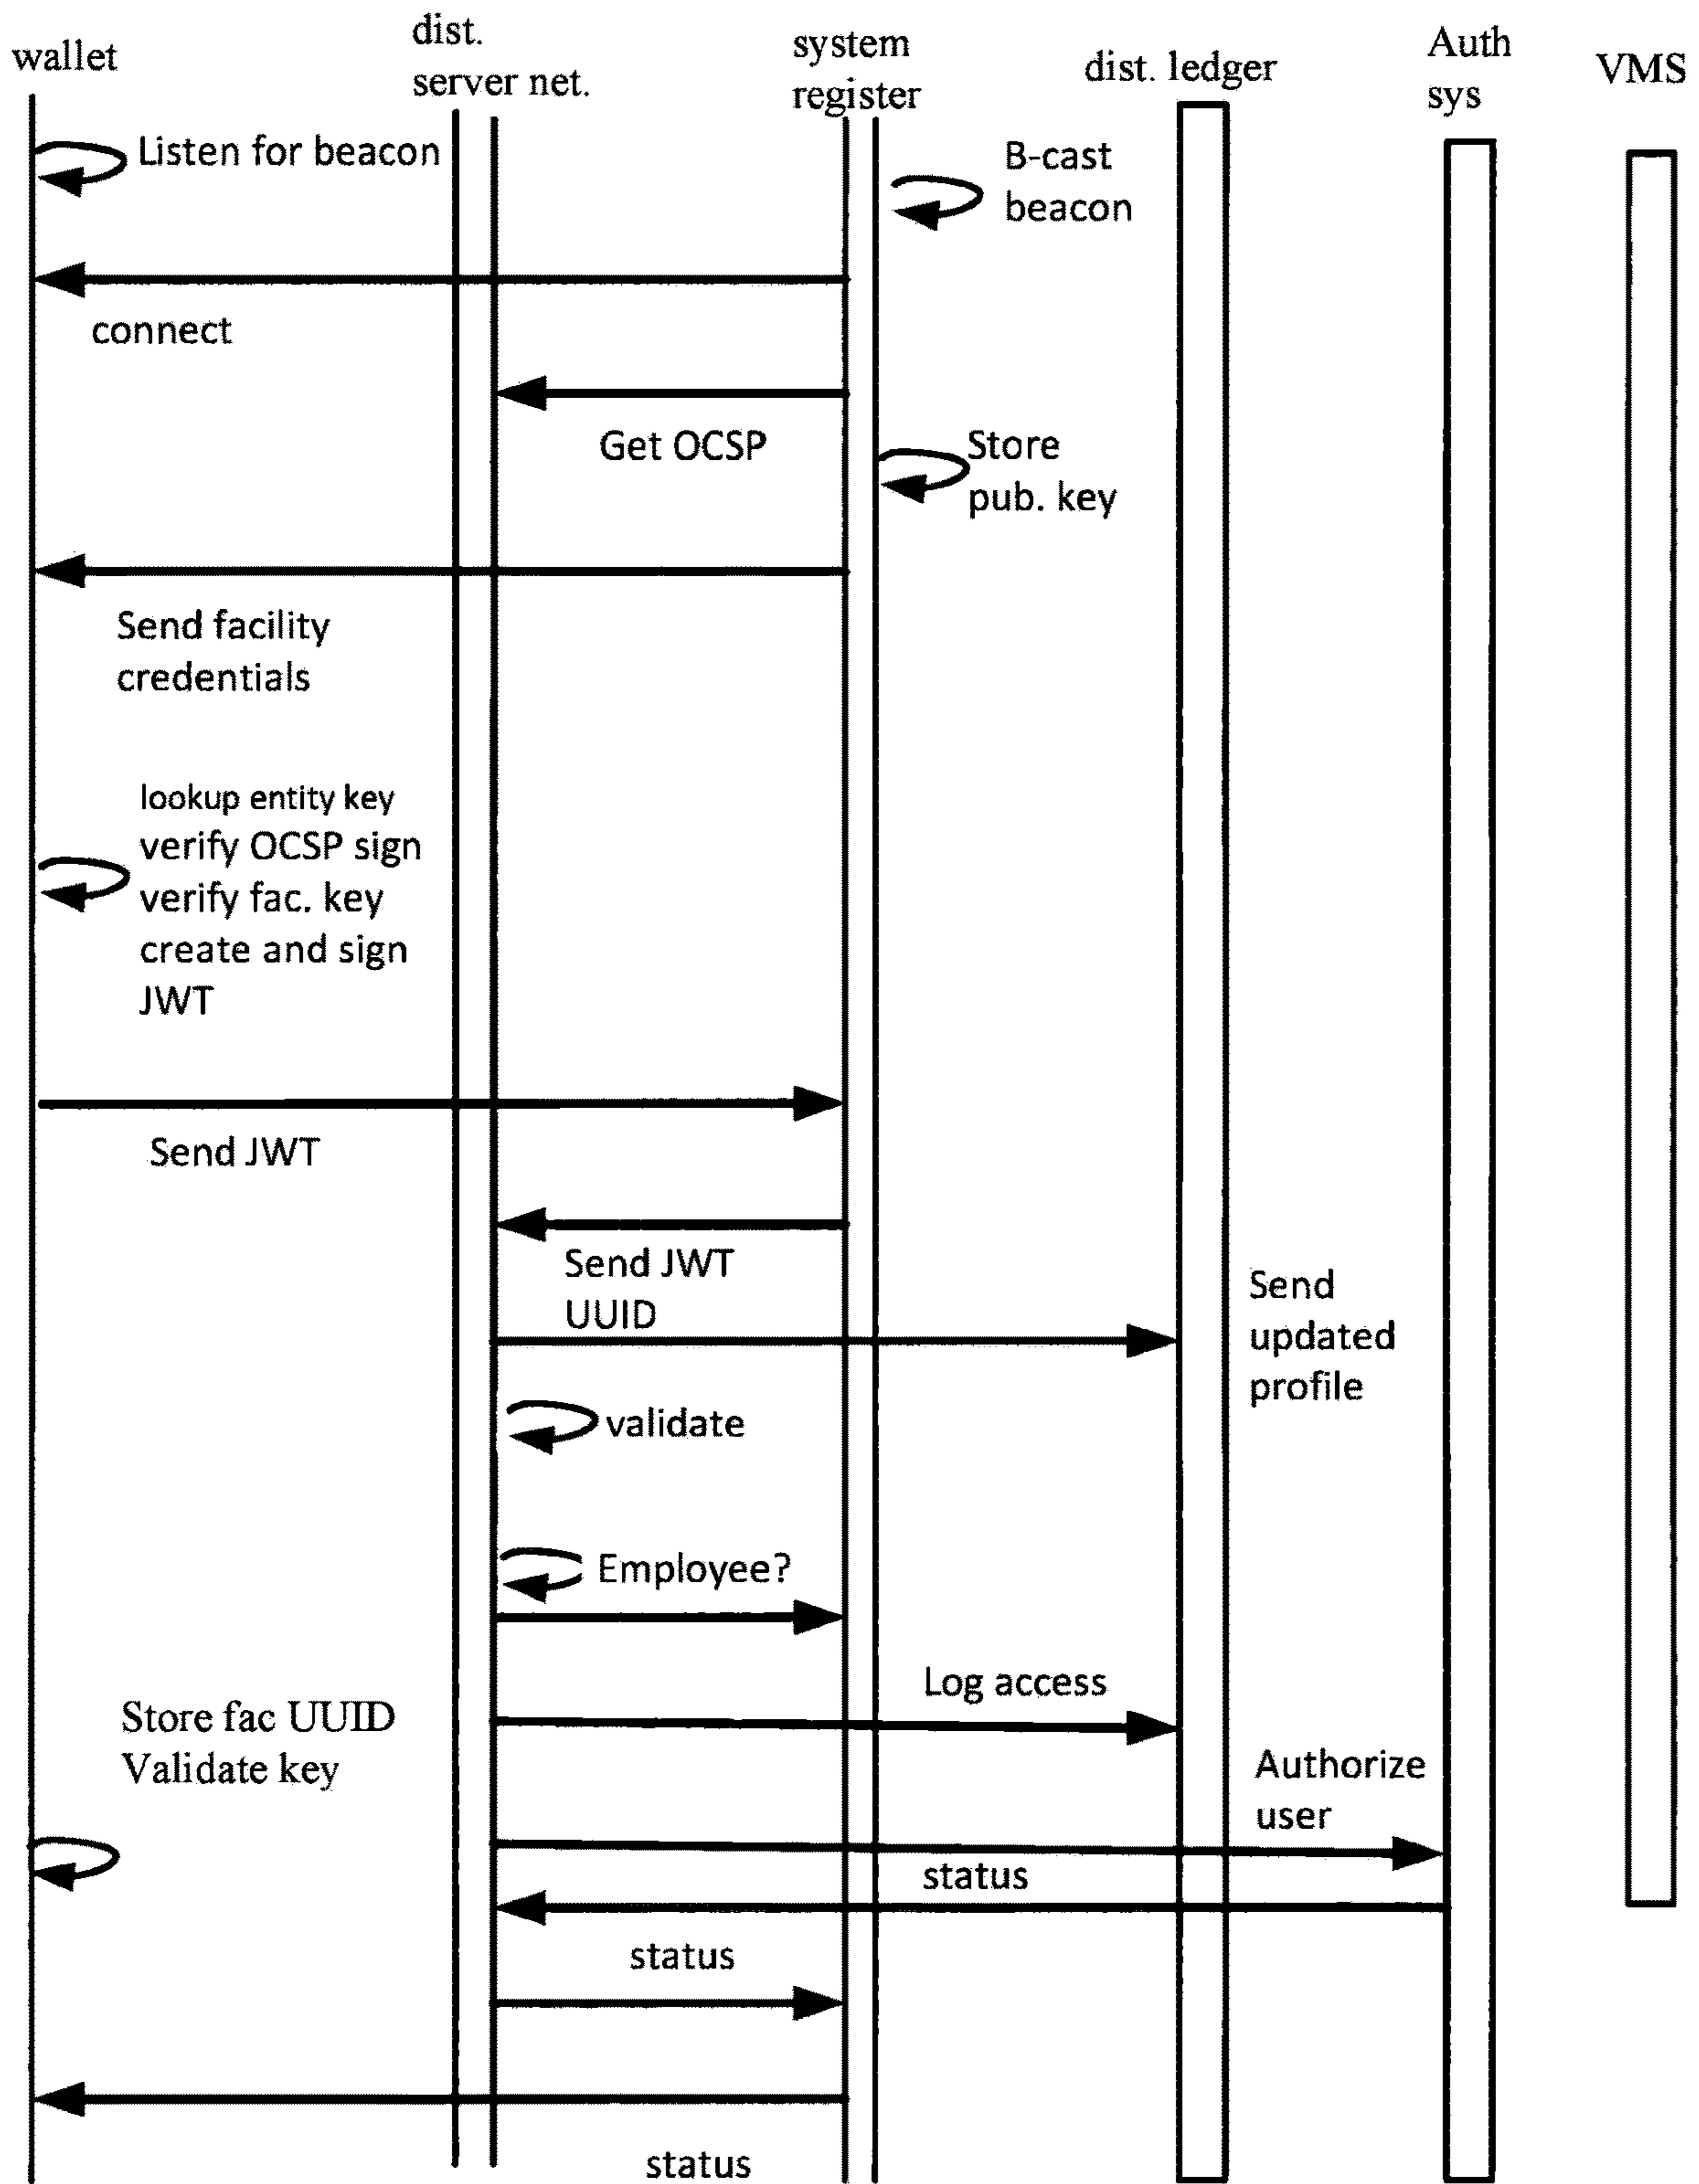 wallet
dist.
server net.
system
register
dist. ledger
Auth
sys
VMS
Listen for beacon
B-cast
beacon
connect
Get OCSP
Store
pub. key
Send facility
credentials
lookup entity key
verify OCSP sign
verify fac. key
create and sign
JWT
Send JWT
Send JWT
UUID
Send
updated
profile
validate
Employee?
Log access
Store fac UUID
Validate key
Authorize
user
status
status
status